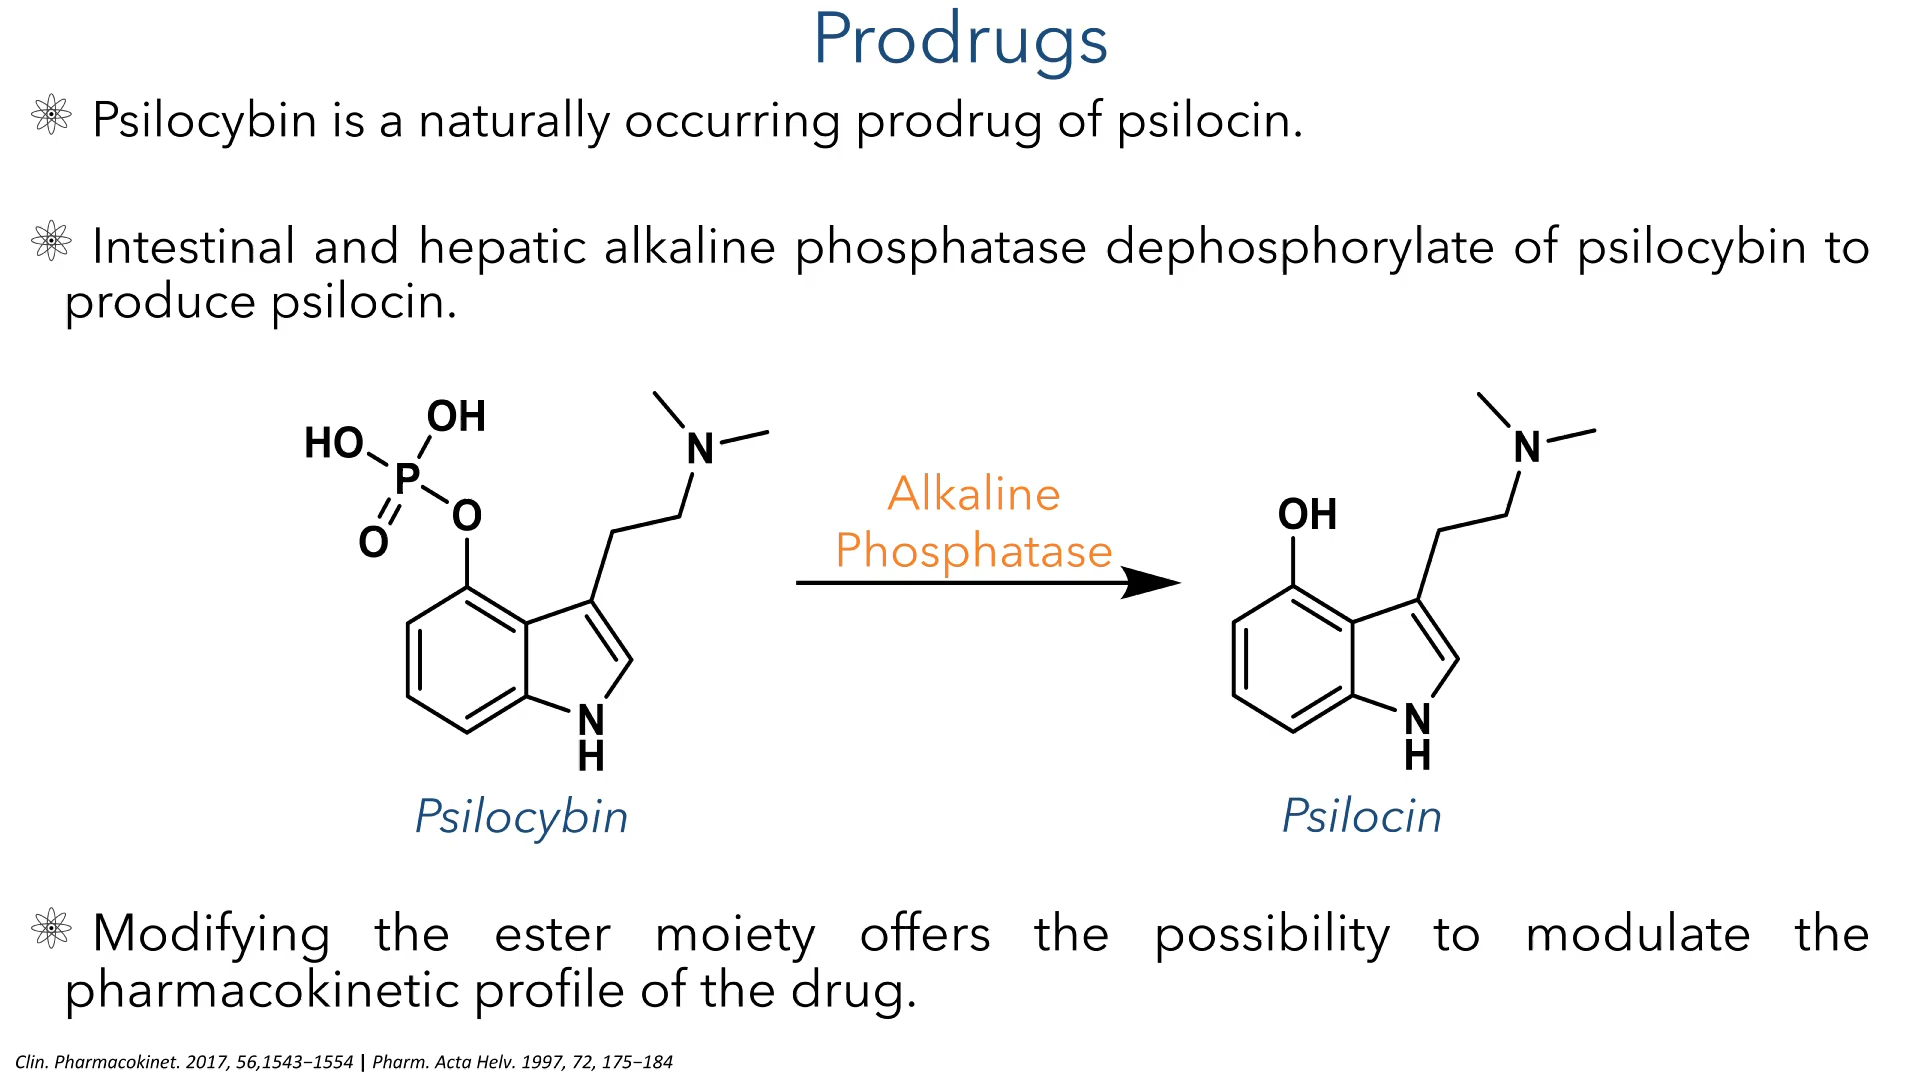 Prodrugs
Psilocybin is a naturally occurring prodrug of psilocin.
Intestinal and hepatic alkaline phosphatase dephosphorylate of psilocybin to
produce psilocin.
OH
HO
P
O
O
N
N
H
Alkaline
Phosphatase
OH
N
N
H
Psilocybin
Psilocin
Modifying the ester moiety offers the possibility to modulate the
pharmacokinetic profile of the drug.
Clin. Pharmacokinet. 2017, 56,1543–1554 | Pharm. Acta Helv. 1997, 72, 175–184